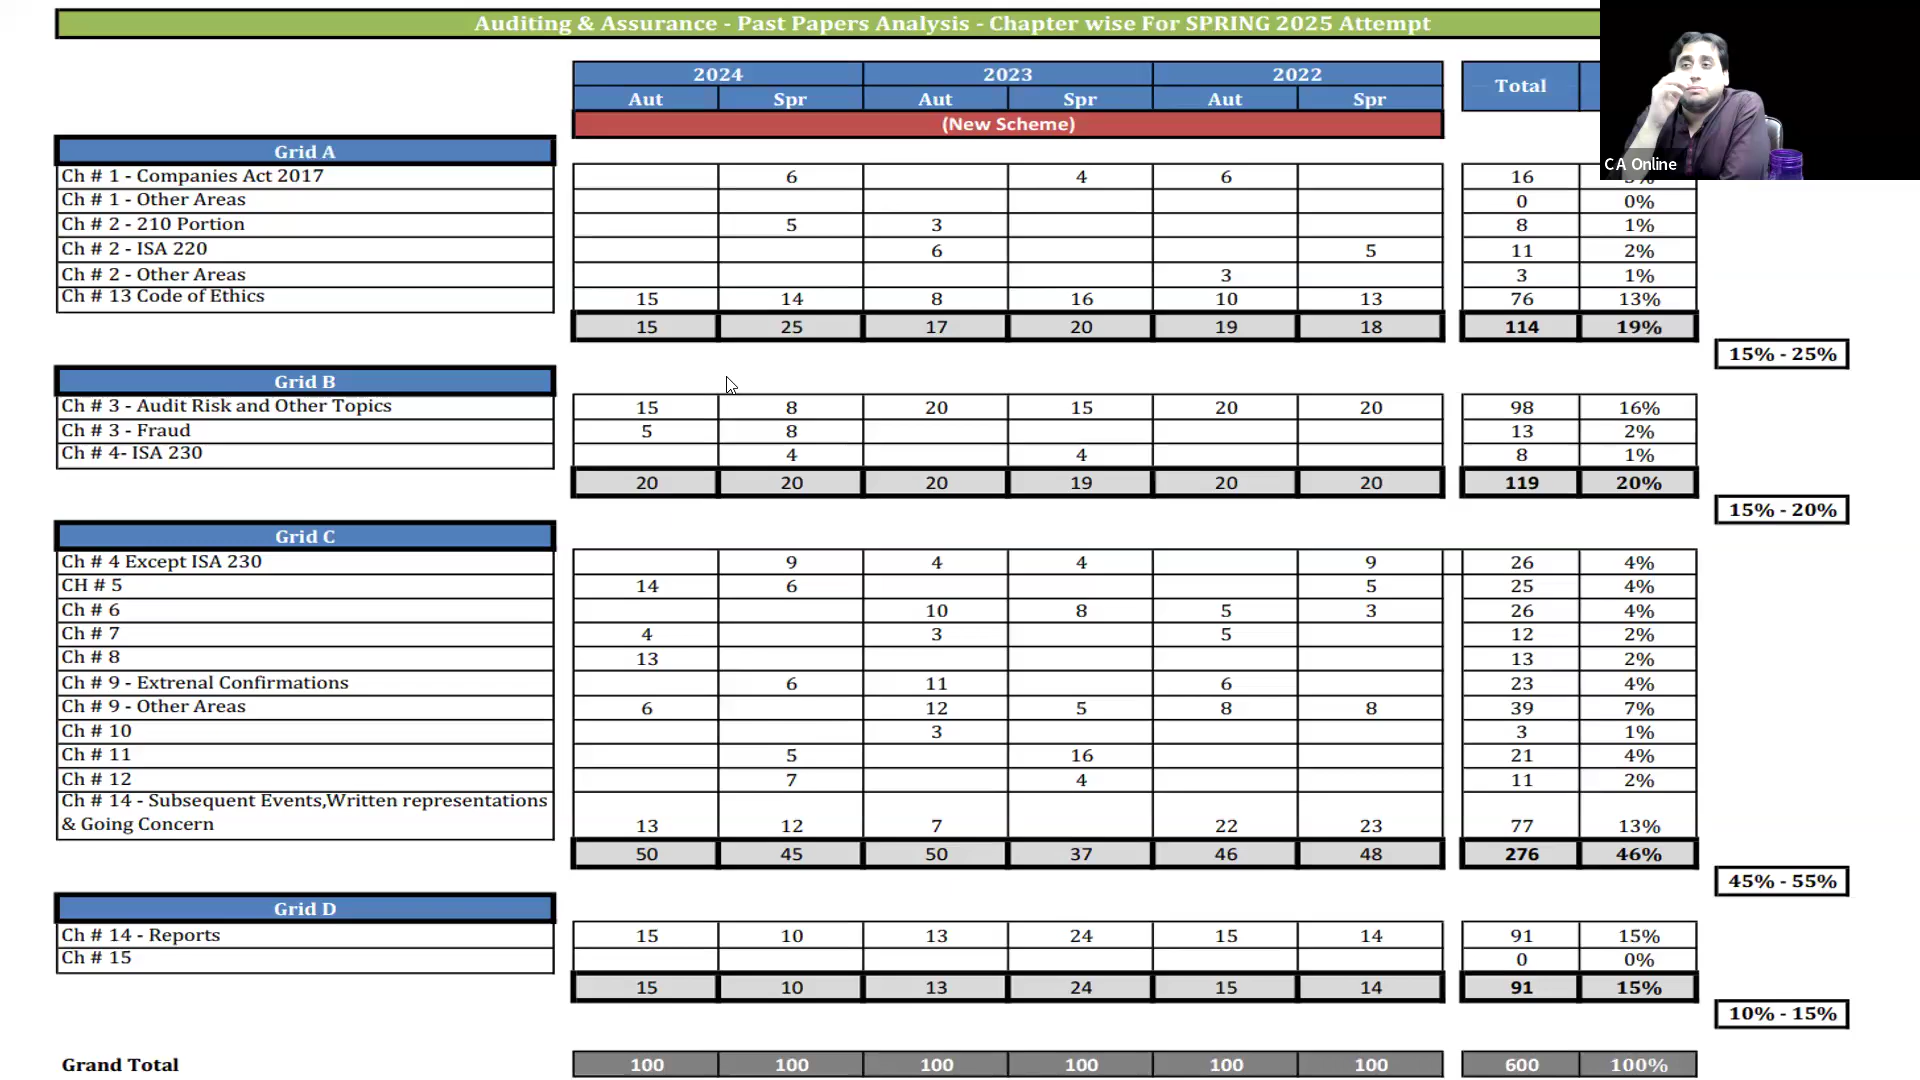 Auditing & Assurance - Past Papers Analysis - Chapter wise For SPRING 2025 Attempt
2024 2023 2022 Total
Aut Spr Aut Spr Aut Spr
(New Scheme)
C A Online
Grid A
Ch # 1 - Companies Act 2017 6 4 6 16
Ch # 1 - Other Areas 0 0%
Ch # 2 - 210 Portion 5 3 8 1%
Ch # 2 - ISA 220 6 5 11 2%
Ch # 2 - Other Areas 3 3 1%
Ch # 13 Code of Ethics 15 14 8 16 10 13 76 13%
15 25 17 20 19 18 114 19%
15% - 25%
Grid B
Ch # 3 - Audit Risk and Other Topics 15 8 20 15 20 20 98 16%
Ch # 3 - Fraud 5 8 13 2%
Ch # 4- ISA 230 4 4 8 1%
20 20 20 19 20 20 119 20%
15% - 20%
Grid C
Ch # 4 Except ISA 230 9 4 4 9 26 4%
CH # 5 14 6 5 25 4%
Ch # 6 10 8 5 3 26 4%
Ch # 7 4 3 5 12 2%
Ch # 8 13 13 2%
Ch # 9 - Extrenal Confirmations 6 11 6 23 4%
Ch # 9 - Other Areas 6 12 5 8 8 39 7%
Ch # 10 3 3 1%
Ch # 11 5 16 21 4%
Ch # 12 7 4 11 2%
Ch # 14 - Subsequent Events,Written representations
& Going Concern 13 12 7 22 23 77 13%
50 45 50 37 46 48 276 46%
45% - 55%
Grid D
Ch # 14 - Reports 15 10 13 24 15 14 91 15%
Ch # 15 0 0%
15 10 13 24 15 14 91 15%
10% - 15%
Grand Total 100 100 100 100 100 100 600 100%